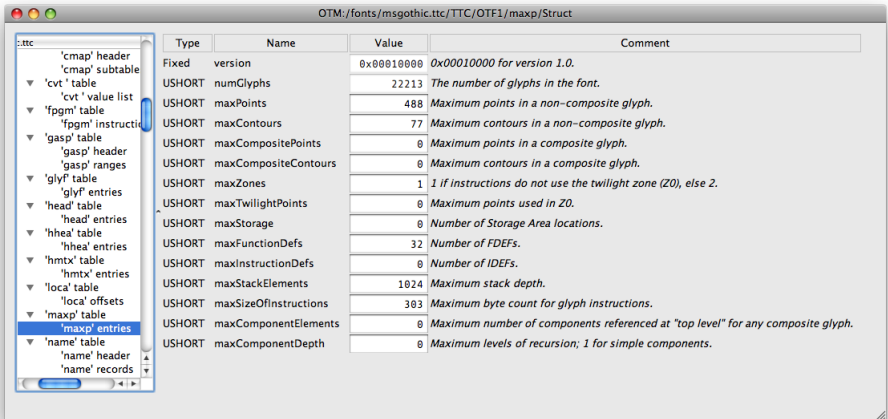 OTM:/fonts/msgothic.ttc/TTC/OTF1/maxp/Struct
:.ttc
'cmap' header
'cmap' subtable
'cvt ' table
'cvt ' value list
'fpgm' table
'fpgm' instructio
'gasp' table
'gasp' header
'gasp' ranges
'glyf' table
'glyf' entries
'head' table
'head' entries
'hhea' table
'hhea' entries
'hmtx' table
'hmtx' entries
'loca' table
'loca' offsets
'maxp' table
'maxp' entries
'name' table
'name' header
'name' records
Type Name Value Comment
Fixed version 0x00010000 0x00010000 for version 1.0.
USHORT numGlyphs 22213 The number of glyphs in the font.
USHORT maxPoints 488 Maximum points in a non-composite glyph.
USHORT maxContours 77 Maximum contours in a non-composite glyph.
USHORT maxCompositePoints 0 Maximum points in a composite glyph.
USHORT maxCompositeContours 0 Maximum contours in a composite glyph.
USHORT maxZones 1 1 if instructions do not use the twilight zone (Z0), else 2.
USHORT maxTwilightPoints 0 Maximum points used in Z0.
USHORT maxStorage 0 Number of Storage Area locations.
USHORT maxFunctionDefs 32 Number of FDEFs.
USHORT maxInstructionDefs 0 Number of IDEFs.
USHORT maxStackElements 1024 Maximum stack depth.
USHORT maxSizeOfInstructions 303 Maximum byte count for glyph instructions.
USHORT maxComponentElements 0 Maximum number of components referenced at "top level" for any composite glyph.
USHORT maxComponentDepth 0 Maximum levels of recursion; 1 for simple components.